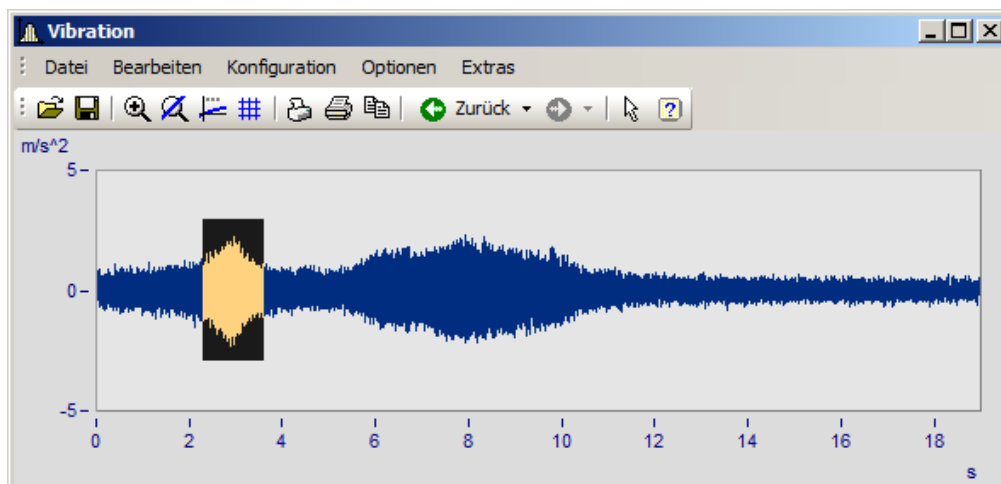 Vibration
Datei Bearbeiten Konfiguration Optionen Extras
Zurück
m/s^2
5
0
-5
0 2 4 6 8 10 12 14 16 18
s